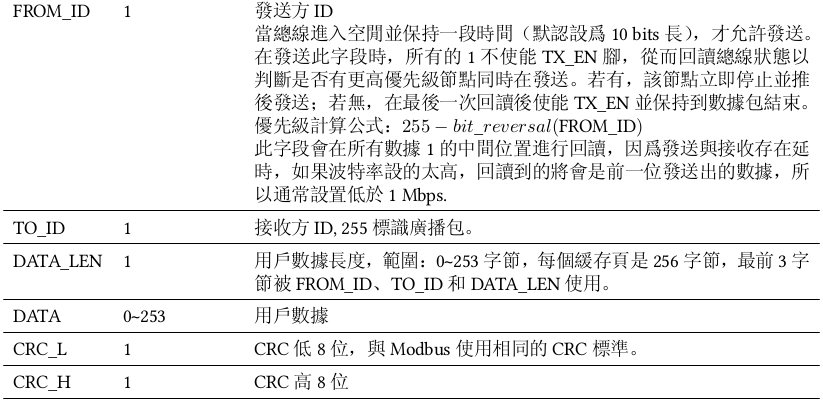 FROM_ID 1 發送方 ID
當總線進入空閒並保持一段時間（默認設爲 10 bits 長），才允許發送。
在發送此字段時，所有的 1 不使能 TX_EN 腳，從而回讀總線狀態以
判斷是否有更高優先級節點同時在發送。若有，該節點立即停止並推
後發送；若無，在最後一次回讀後使能 TX_EN 並保持到數據包結束。
優先級計算公式：255 − bit_reversal(FROM_ID)
此字段會在所有數據 1 的中間位置進行回讀，因爲發送與接收存在延
時，如果波特率設的太高，回讀到的將會是前一位發送出的數據，所
以通常設置低於 1 Mbps.
TO_ID 1 接收方 ID, 255 標識廣播包。
DATA_LEN 1 用戶數據長度，範圍：0~253 字節，每個緩存頁是 256 字節，最前 3 字
節被 FROM_ID、TO_ID 和 DATA_LEN 使用。
DATA 0~253 用戶數據
CRC_L 1 CRC 低 8 位，與 Modbus 使用相同的 CRC 標準。
CRC_H 1 CRC 高 8 位